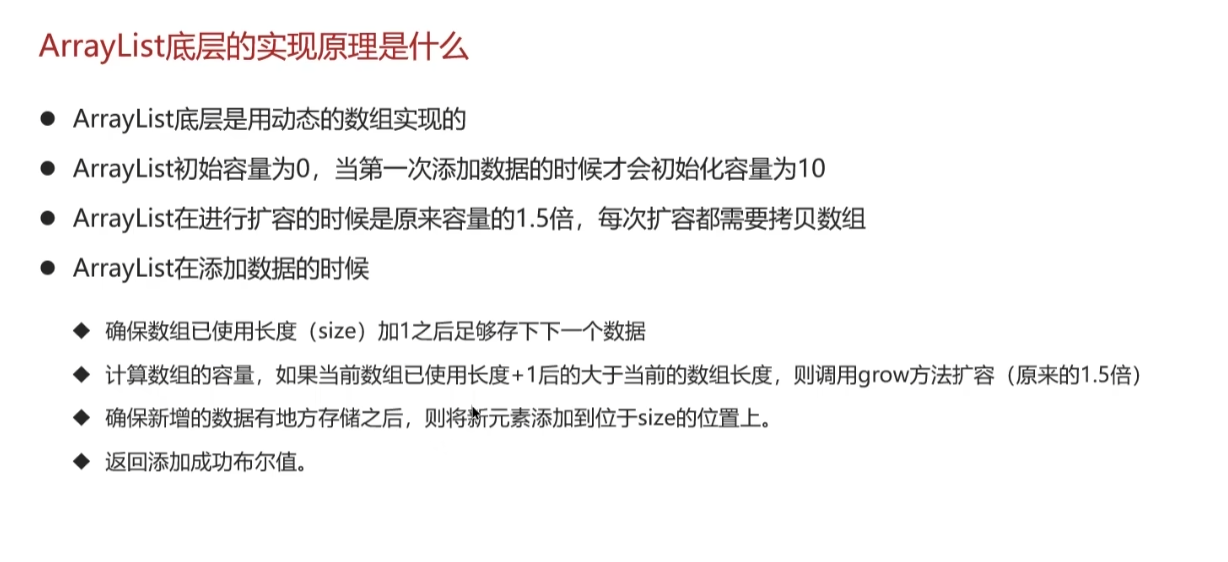 ArrayList底层的实现原理是什么
● ArrayList底层是用动态的数组实现的
● ArrayList初始容量为0，当第一次添加数据的时候才会初始化容量为10
● ArrayList在进行扩容的时候是原来容量的1.5倍，每次扩容都需要拷贝数组
● ArrayList在添加数据的时候
◆ 确保数组已使用长度（size）加1之后足够存下下一个数据
◆ 计算数组的容量，如果当前数组已使用长度+1后的大于当前的数组长度，则调用grow方法扩容（原来的1.5倍）
◆ 确保新增的数据有地方存储之后，则将新元素添加到位于size的位置上。
◆ 返回添加成功布尔值。